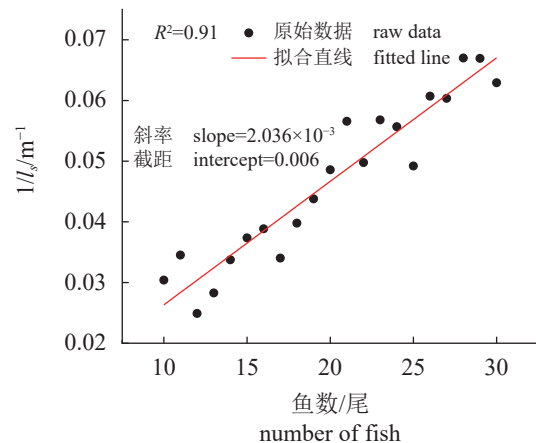 R²=0.91
原始数据 raw data
拟合直线 fitted line
斜率 slope=2.036×10⁻³
截距 intercept=0.006
1/lₛ/m⁻¹
0.07
0.06
0.05
0.04
0.03
0.02
10 15 20 25 30
鱼数/尾
number of fish